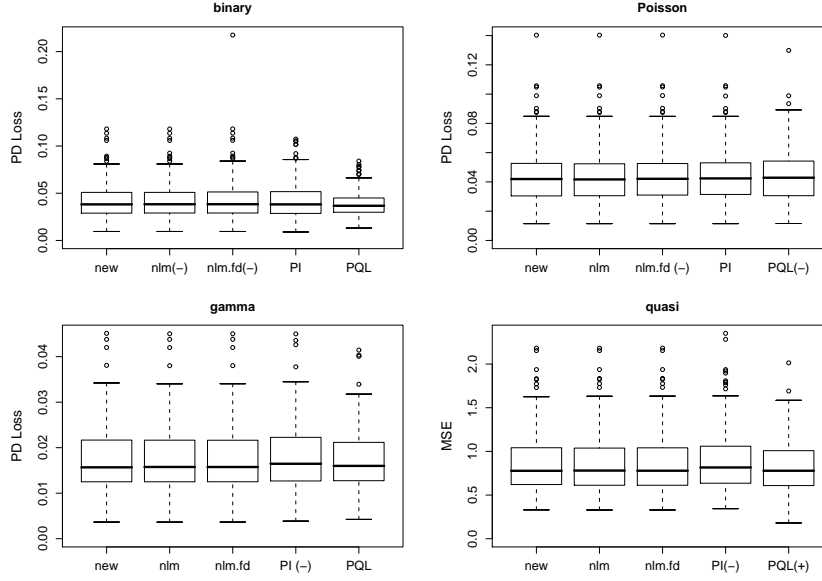 binary
PD Loss
0.00
0.05
0.10
0.15
0.20
new
nlm(−)
nlm.fd(−)
PI
PQL
Poisson
PD Loss
0.00
0.04
0.08
0.12
new
nlm
nlm.fd (−)
PI
PQL(−)
gamma
PD Loss
0.00
0.01
0.02
0.03
0.04
new
nlm
nlm.fd
PI (−)
PQL
quasi
MSE
0.0
0.5
1.0
1.5
2.0
new
nlm
nlm.fd
PI(−)
PQL(+)